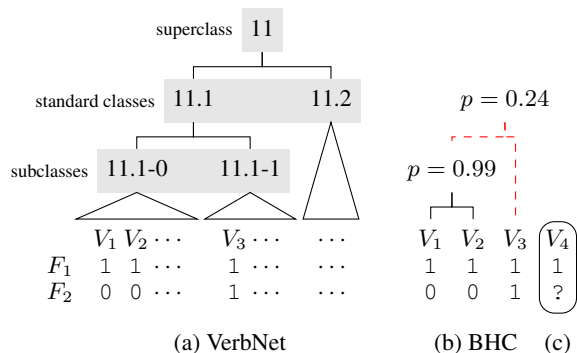 superclass 11
standard classes 11.1 11.2 p = 0.24
subclasses 11.1-0 11.1-1 p = 0.99
V1 V2 ··· V3 ··· ··· V1 V2 V3 V4
F1 1 1 ··· 1 ··· ··· 1 1 1 1
F2 0 0 ··· 1 ··· ··· 0 0 1 ?
(a) VerbNet (b) BHC (c)